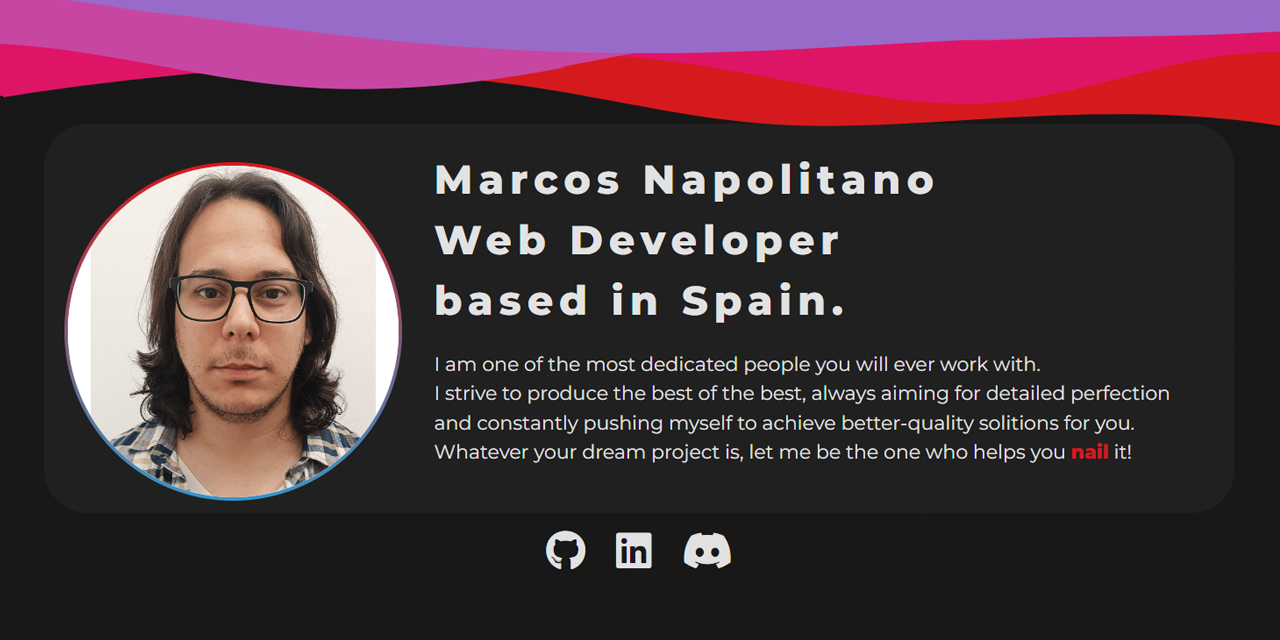 Marcos Napolitano
Web Developer
based in Spain.
I am one of the most dedicated people you will ever work with.
I strive to produce the best of the best, always aiming for detailed perfection
and constantly pushing myself to achieve better-quality solitions for you.
Whatever your dream project is, let me be the one who helps you nail it!
in